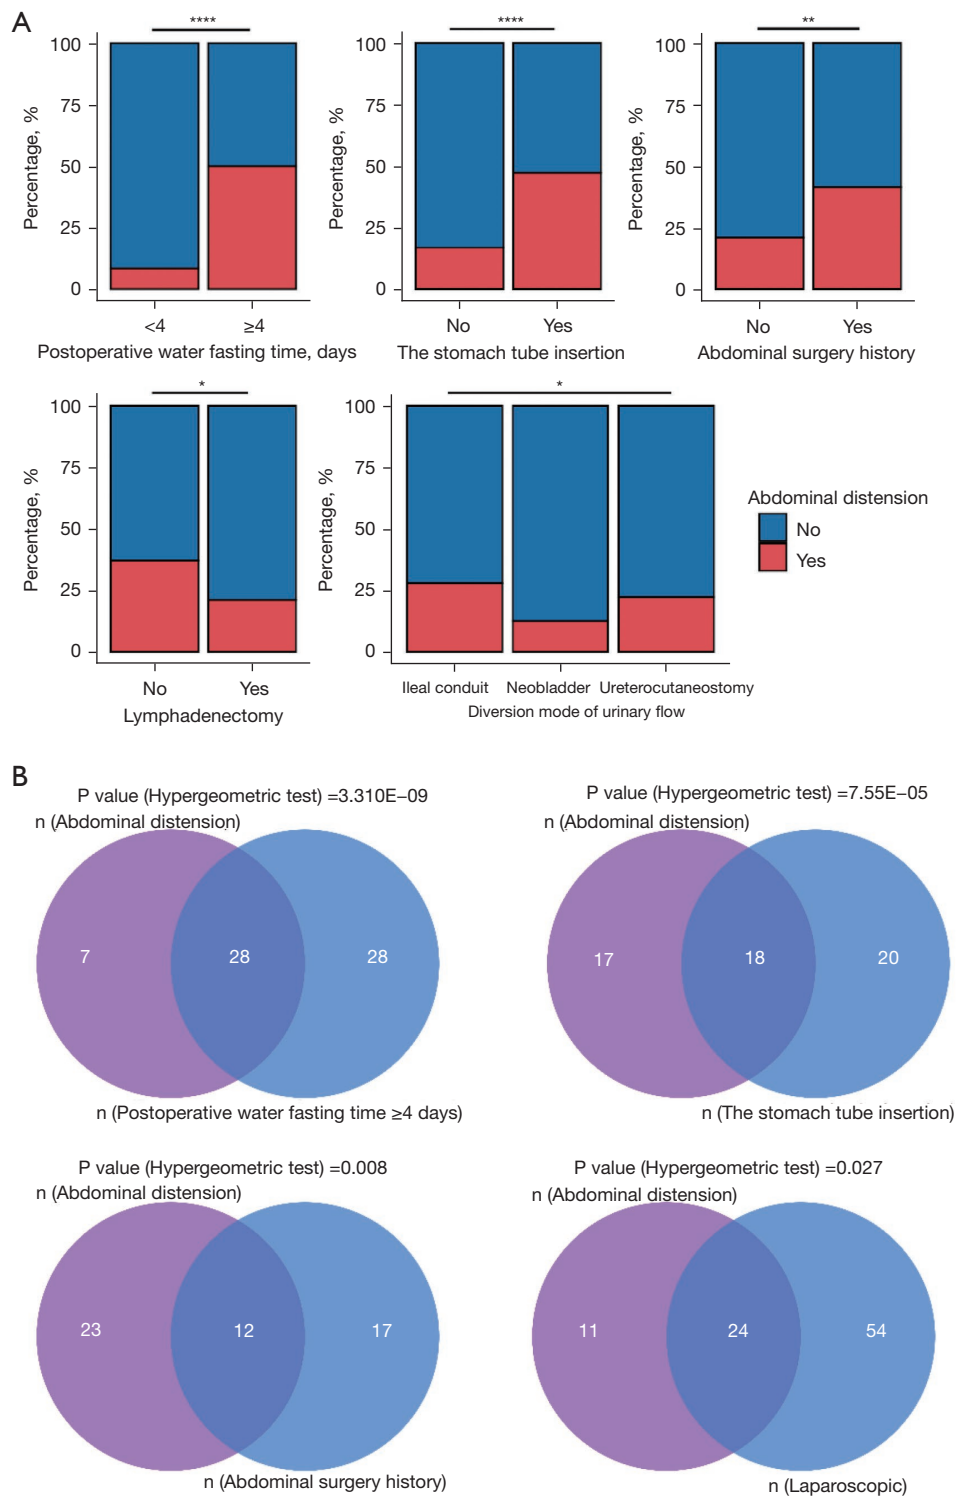 A
****
****
**
100
75
50
25
0
Percentage, %
<4
≥4
Postoperative water fasting time, days
100
75
50
25
0
Percentage, %
No
Yes
The stomach tube insertion
100
75
50
25
0
Percentage, %
No
Yes
Abdominal surgery history
*
100
75
50
25
0
Percentage, %
No
Yes
Lymphadenectomy
*
100
75
50
25
0
Percentage, %
Ileal conduit
Neobladder
Ureterocutaneostomy
Diversion mode of urinary flow
Abdominal distension
No
Yes
B
P value (Hypergeometric test) =3.310E−09
n (Abdominal distension)
7
28
28
n (Postoperative water fasting time ≥4 days)
P value (Hypergeometric test) =7.55E−05
n (Abdominal distension)
17
18
20
n (The stomach tube insertion)
P value (Hypergeometric test) =0.008
n (Abdominal distension)
23
12
17
n (Abdominal surgery history)
P value (Hypergeometric test) =0.027
n (Abdominal distension)
11
24
54
n (Laparoscopic)